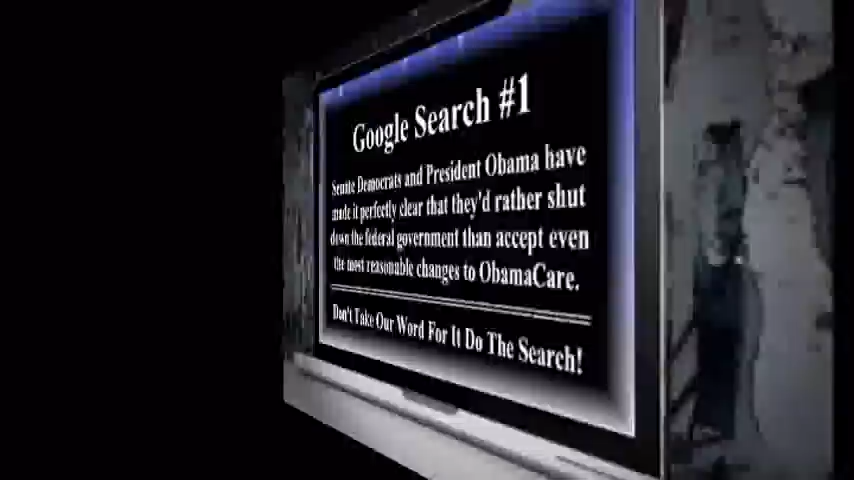 Google Search #1
Senate Democrats and President Obama have
made it perfectly clear that they'd rather shut
down the federal government than accept even
the most reasonable changes to ObamaCare.
Don't Take Our Word For It Do The Search!